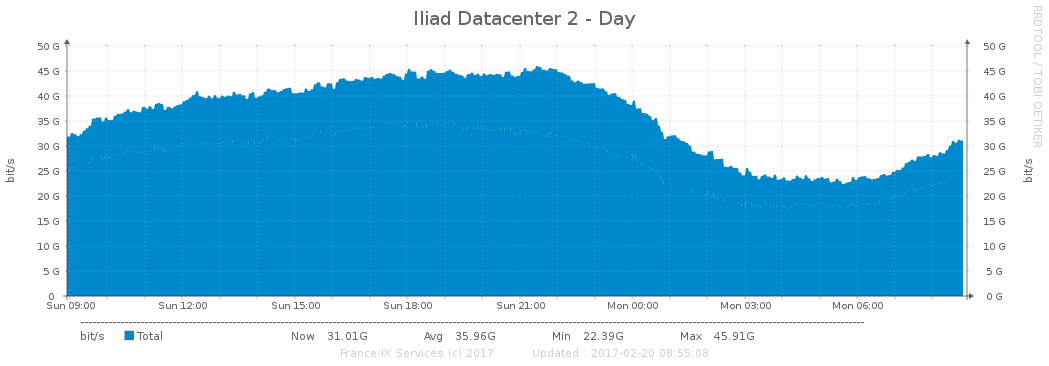 Iliad Datacenter 2 - Day
RRDTOOL / TOBI OETIKER
50 G 50 G
45 G 45 G
40 G 40 G
35 G 35 G
30 G 30 G
25 G 25 G
20 G 20 G
15 G 15 G
10 G 10 G
5 G 5 G
0 0 G
bit/s bit/s
Sun 09:00 Sun 12:00 Sun 15:00 Sun 18:00 Sun 21:00 Mon 00:00 Mon 03:00 Mon 06:00
bit/s Total Now 31.01G Avg 35.96G Min 22.39G Max 45.91G
France-IX Services (c) 2017 Updated : 2017-02-20 08:55:08